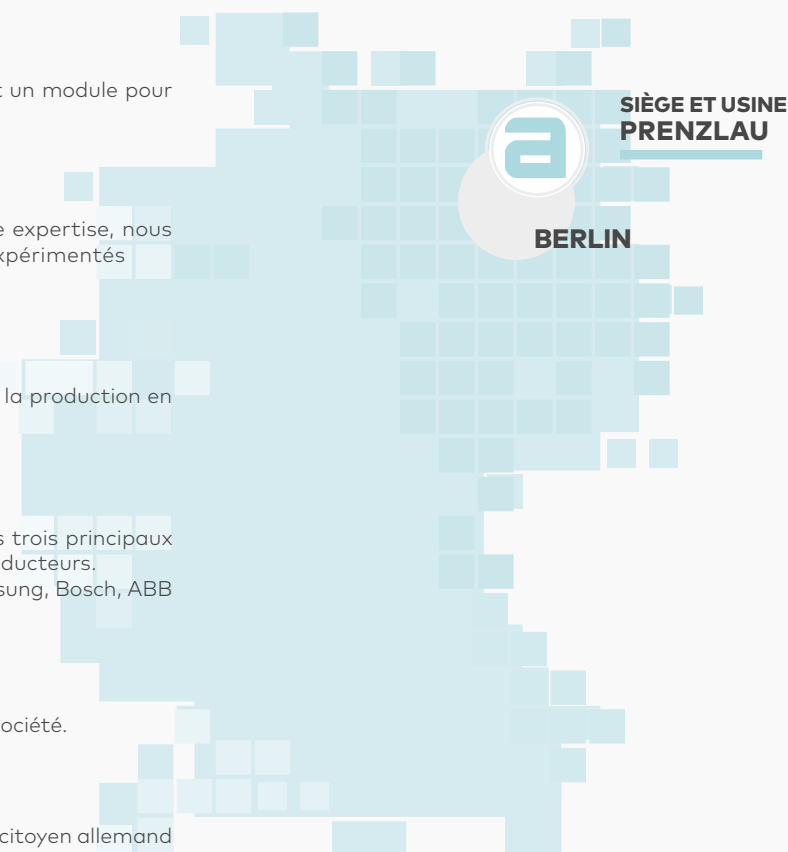 t un module pour
SIÈGE ET USINE
PRENZLAU
a
e expertise, nous
xpérimentés
BERLIN
la production en
s trois principaux
ducteurs.
sung, Bosch, ABB
ociété.
citoyen allemand